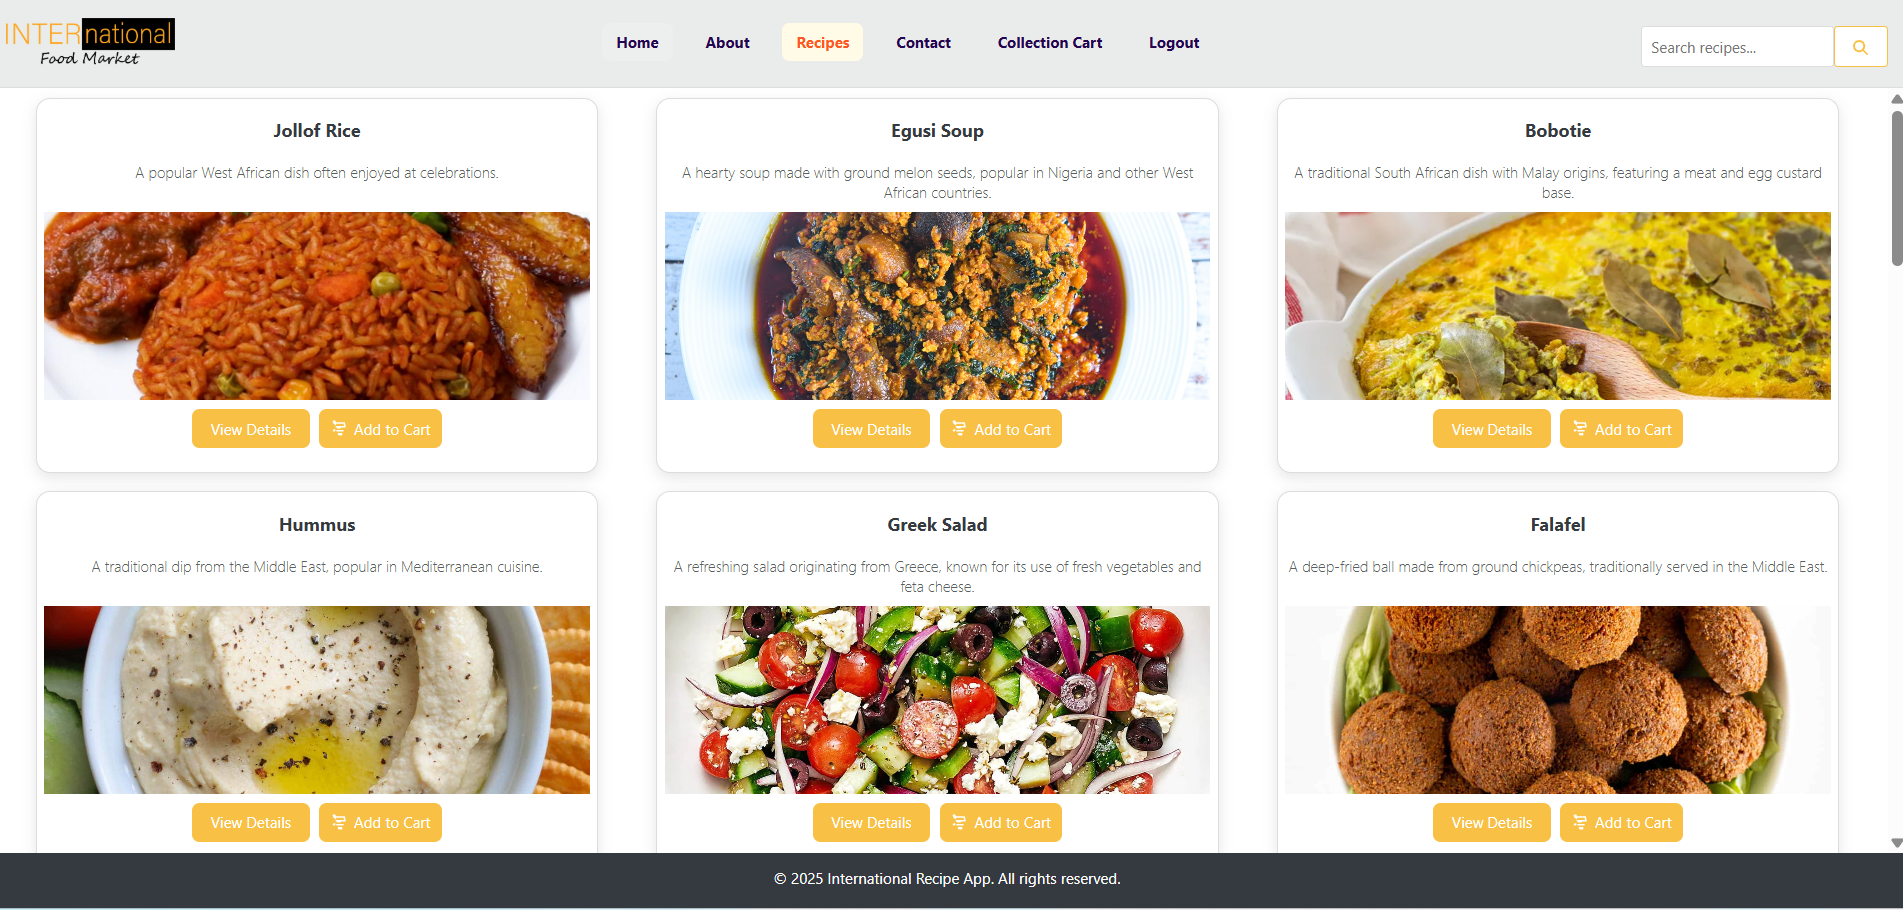 INTERnational
Food Market
Home About Recipes Contact Collection Cart Logout
Search recipes...
Jollof Rice
A popular West African dish often enjoyed at celebrations.
View Details Add to Cart
Egusi Soup
A hearty soup made with ground melon seeds, popular in Nigeria and other West
African countries.
View Details Add to Cart
Bobotie
A traditional South African dish with Malay origins, featuring a meat and egg custard
base.
View Details Add to Cart
Hummus
A traditional dip from the Middle East, popular in Mediterranean cuisine.
View Details Add to Cart
Greek Salad
A refreshing salad originating from Greece, known for its use of fresh vegetables and
feta cheese.
View Details Add to Cart
Falafel
A deep-fried ball made from ground chickpeas, traditionally served in the Middle East.
View Details Add to Cart
© 2025 International Recipe App. All rights reserved.